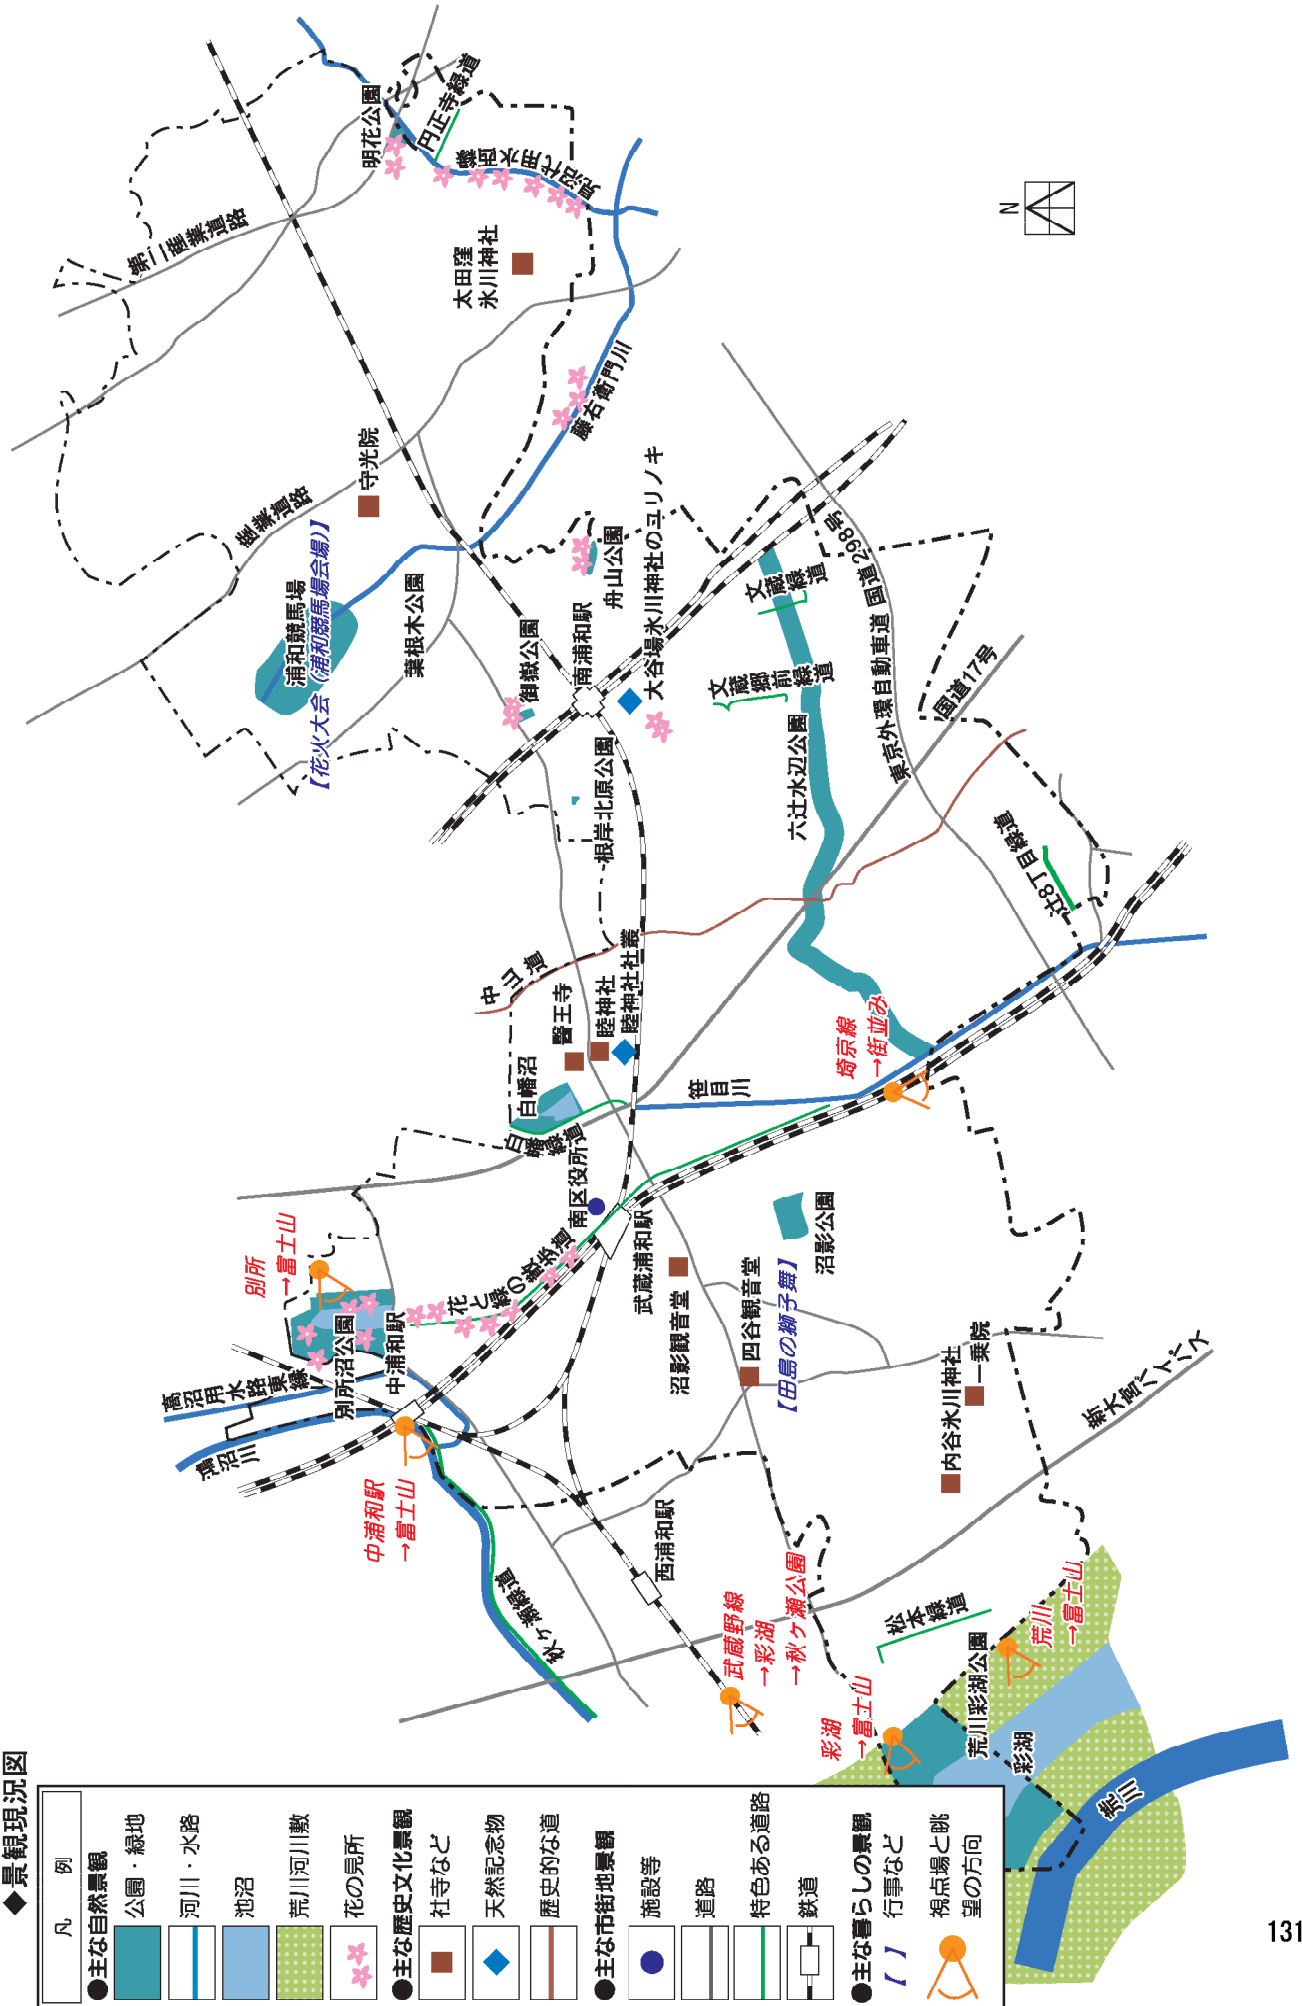 ◆景観現況図
凡 例
●主な自然景観
公園・緑地
河川・水路
池沼
荒川河川敷
花の見所
●主な歴史文化景観
社寺など
天然記念物
歴史的な道
●主な市街地景観
施設等
道路
特色ある道路
鉄道
●主な暮らしの景観
【 】
行事など
視点場と眺
望の方向
高沼用水路東縁
鴻沼川
別所
→富士山
別所沼公園
中浦和駅
中浦和駅
→富士山
花と緑の散歩道
秋ケ瀬緑道
西浦和駅
武蔵野線
→彩湖
→秋ケ瀬公園
彩湖
→富士山
松本緑道
荒川彩湖公園
彩湖
荒川
荒川
→富士山
新大宮バイパス
内谷氷川神社
一乗院
四谷観音堂
【田島の獅子舞】
沼影観音堂
沼影公園
武蔵浦和駅
南区役所
白幡緑道
白幡沼
醫王寺
睦神社
睦神社社叢
笹目川
埼京線
→街並み
中山道
根岸北原公園
六辻水辺公園
辻8丁目緑道
国道17号
東京外環自動車道 国道298号
文蔵郷前緑道
文蔵緑道
大谷場氷川神社のユリノキ
南浦和駅
舟山公園
御嶽公園
葉根木公園
浦和競馬場
【花火大会（浦和競馬場会場）】
産業道路
守光院
藤右衛門川
太田窪
氷川神社
第二産業道路
明花公園
円正寺緑道
見沼代用水西縁
N
131